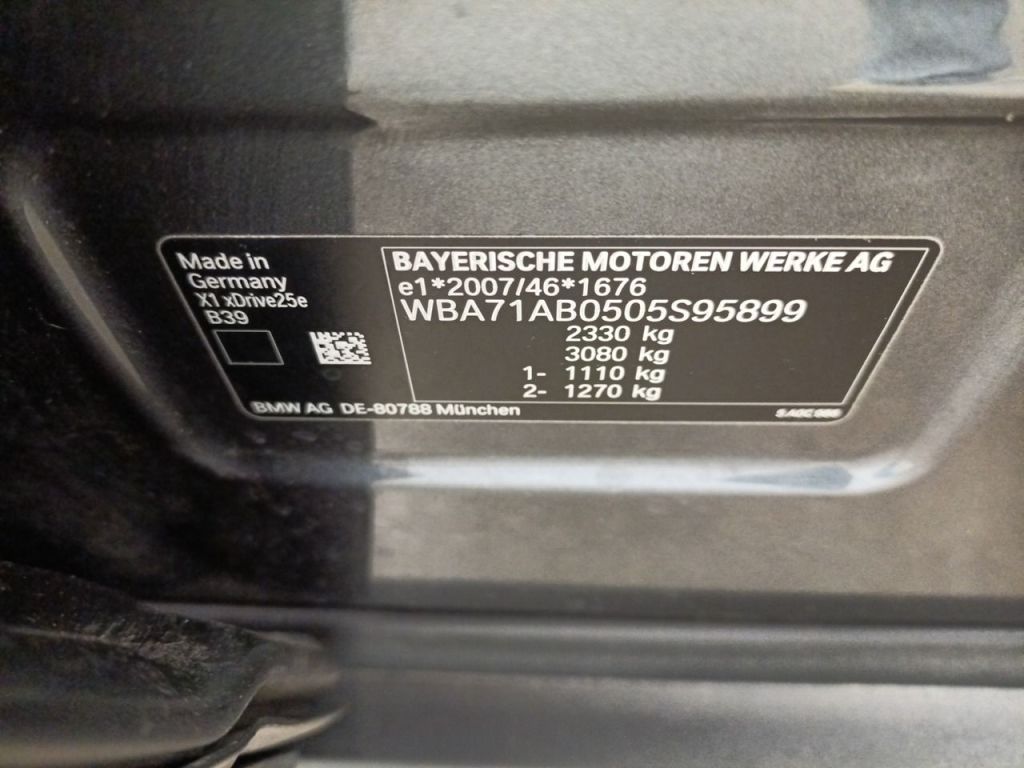 Made in
Germany
X1 xDrive25e
B39
BAYERISCHE MOTOREN WERKE AG
e1*2007/46*1676
WBA71AB0505S95899
2330 kg
3080 kg
1- 1110 kg
2- 1270 kg
BMW AG DE-80788 München